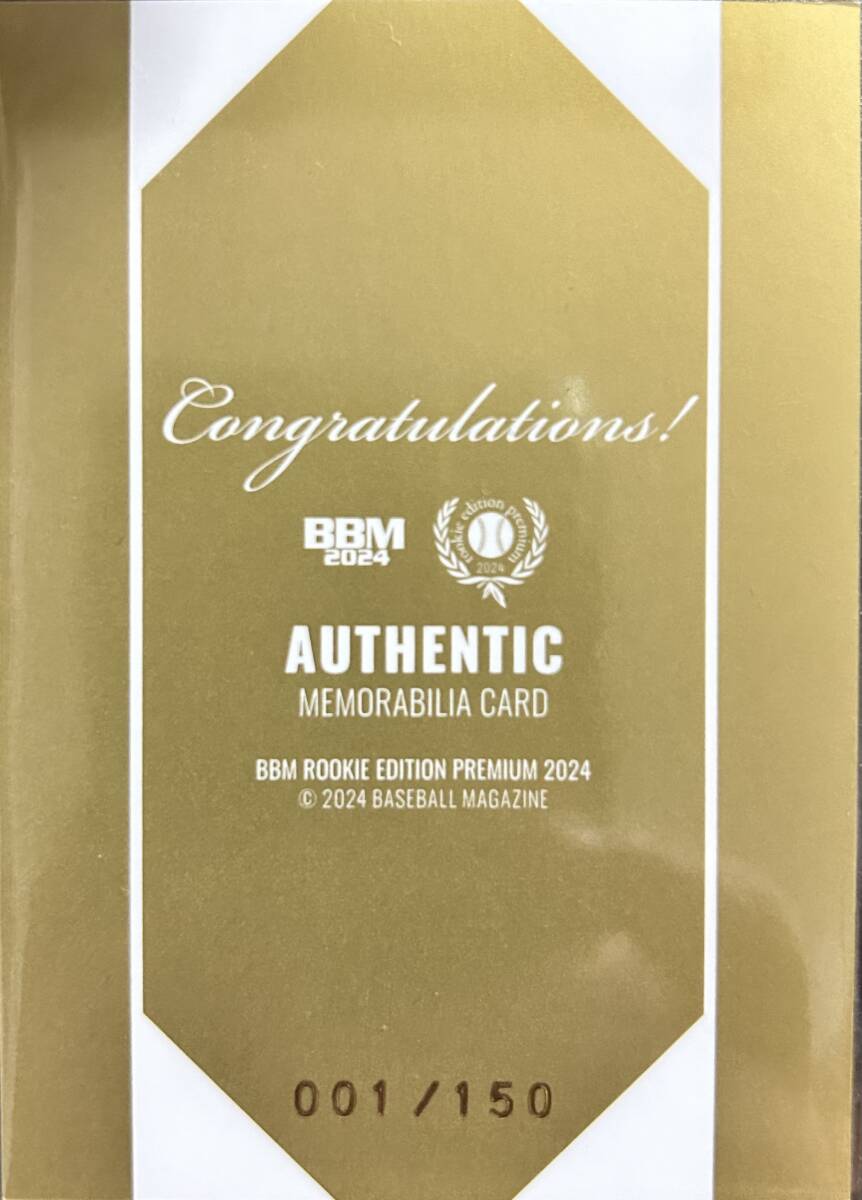 Congratulations!
BBM
2024
rookie edition premium
2024
AUTHENTIC
MEMORABILIA CARD
BBM ROOKIE EDITION PREMIUM 2024
© 2024 BASEBALL MAGAZINE
001/150